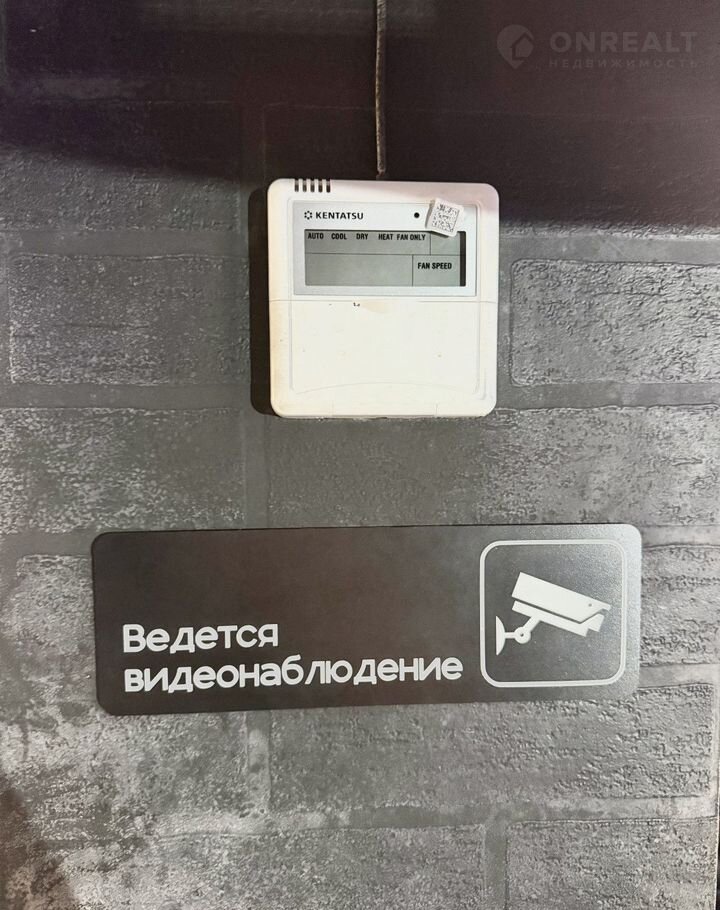 ONREALT
НЕДВИЖИМОСТЬ
KENTATSU
AUTO COOL DRY HEAT FAN ONLY
FAN SPEED
Ведется
видеонаблюдение